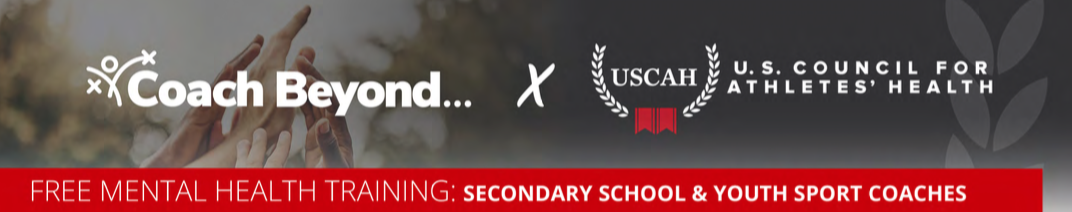 Coach Beyond...
X
USCAH
U.S. COUNCIL FOR
ATHLETES' HEALTH
FREE MENTAL HEALTH TRAINING: SECONDARY SCHOOL & YOUTH SPORT COACHES